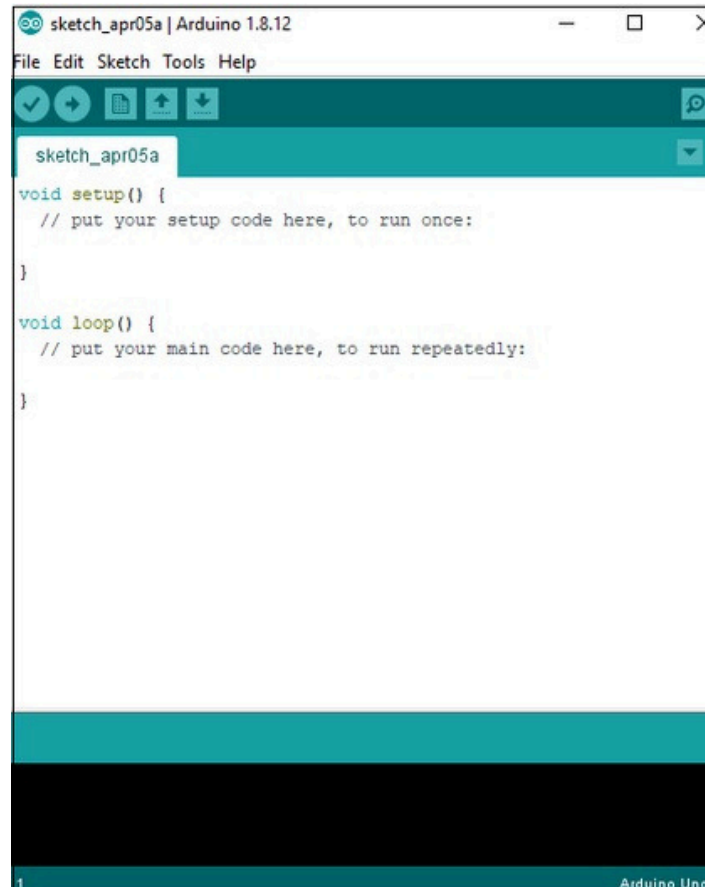 sketch_apr05a | Arduino 1.8.12
File Edit Sketch Tools Help
sketch_apr05a
void setup() {
  // put your setup code here, to run once:
}
void loop() {
  // put your main code here, to run repeatedly:
}
1 Arduino Uno